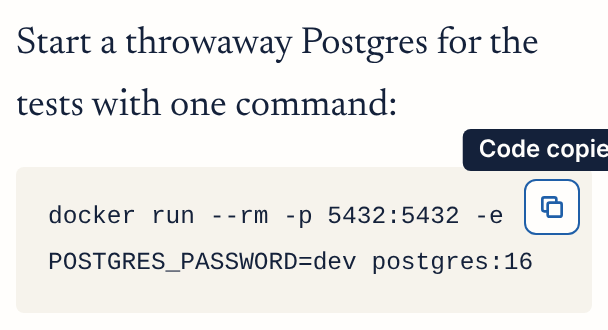 Start a throwaway Postgres for the
tests with one command:
Code copie
docker run --rm -p 5432:5432 -e
POSTGRES_PASSWORD=dev postgres:16